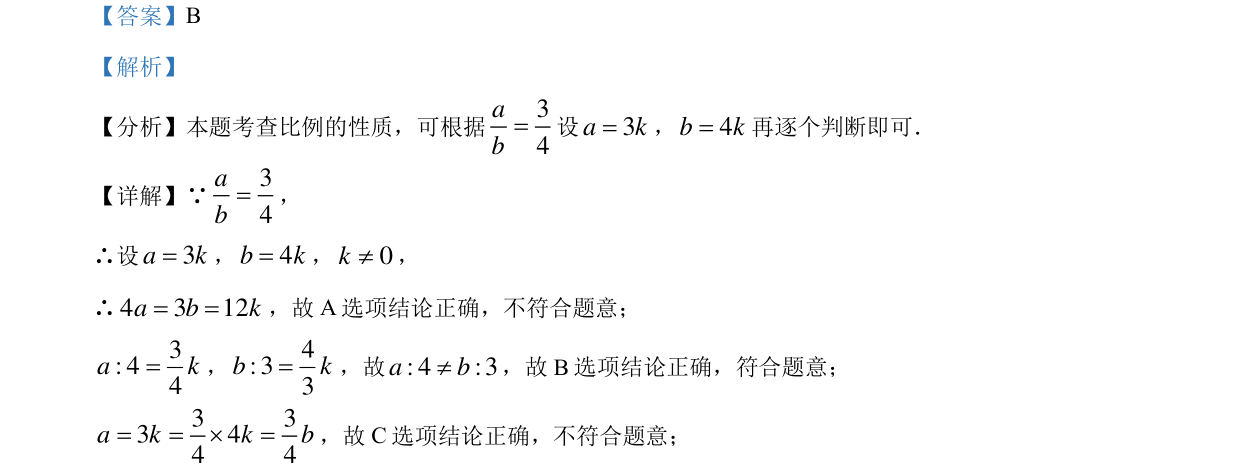 【答案】B
【解析】
【分析】本题考查比例的性质，可根据 a/b = 3/4 设 a = 3k ， b = 4k 再逐个判断即可．
【详解】∵ a/b = 3/4 ，
∴设 a = 3k ， b = 4k ， k ≠ 0 ，
∴ 4a = 3b = 12k ，故 A 选项结论正确，不符合题意；
a : 4 = 3/4 k ， b : 3 = 4/3 k ，故 a : 4 ≠ b : 3 ，故 B 选项结论正确，符合题意；
a = 3k = 3/4 × 4k = 3/4 b ，故 C 选项结论正确，不符合题意；